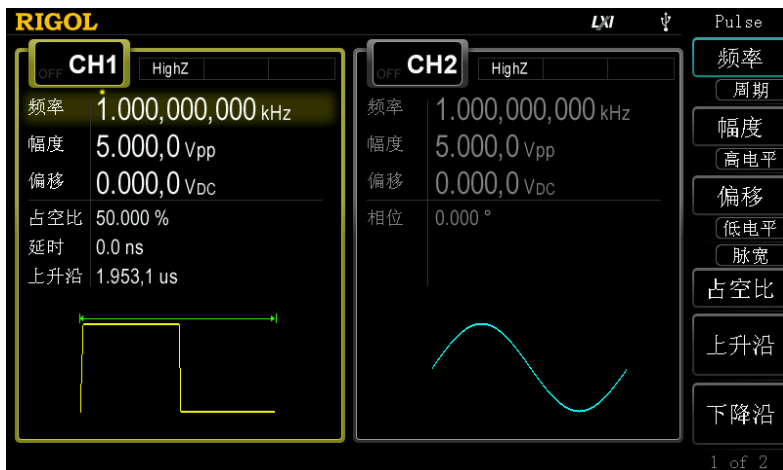 RIGOL LXI Pulse
OFF CH1 HighZ
频率 1.000,000,000 kHz
幅度 5.000,0 Vpp
偏移 0.000,0 VDC
占空比 50.000 %
延时 0.0 ns
上升沿 1.953,1 us
OFF CH2 HighZ
频率 1.000,000,000 kHz
幅度 5.000,0 Vpp
偏移 0.000,0 VDC
相位 0.000 °
频率
周期
幅度
高电平
偏移
低电平
脉宽
占空比
上升沿
下降沿
1 of 2